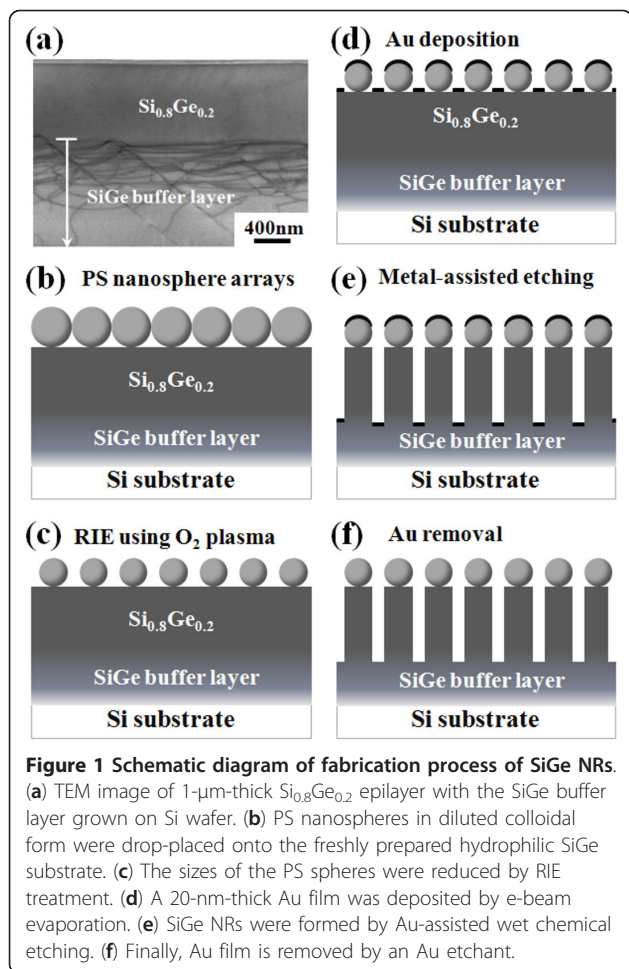 (a)
Si0.8Ge0.2
SiGe buffer layer
400nm
(d) Au deposition
Si0.8Ge0.2
SiGe buffer layer
Si substrate
(b) PS nanosphere arrays
Si0.8Ge0.2
SiGe buffer layer
Si substrate
(e) Metal-assisted etching
SiGe buffer layer
Si substrate
(c) RIE using O2 plasma
Si0.8Ge0.2
SiGe buffer layer
Si substrate
(f) Au removal
SiGe buffer layer
Si substrate
Figure 1 Schematic diagram of fabrication process of SiGe NRs.
(a) TEM image of 1-μm-thick Si0.8Ge0.2 epilayer with the SiGe buffer
layer grown on Si wafer. (b) PS nanospheres in diluted colloidal
form were drop-placed onto the freshly prepared hydrophilic SiGe
substrate. (c) The sizes of the PS spheres were reduced by RIE
treatment. (d) A 20-nm-thick Au film was deposited by e-beam
evaporation. (e) SiGe NRs were formed by Au-assisted wet chemical
etching. (f) Finally, Au film is removed by an Au etchant.